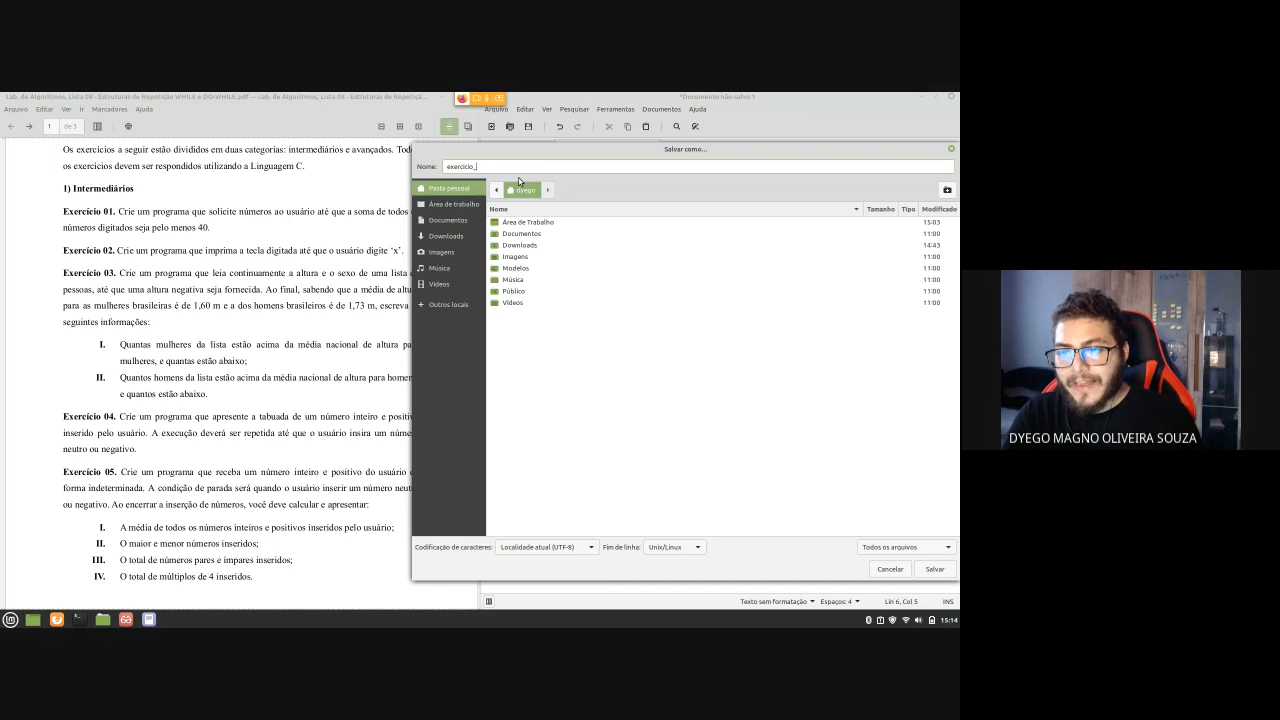 Lab. de Algoritmos, Lista 08 - Estruturas de Repetição WHILE e DO-WHILE.pdf — Lab. de Algoritmos, Lista 08 - Estruturas de Repetiçã...
Arquivo Editar Ver Ir Marcadores Ajuda
1 de 3
Os exercícios a seguir estão divididos em duas categorias: intermediários e avançados. Tod
os exercícios devem ser respondidos utilizando a Linguagem C.
1) Intermediários
Exercício 01. Crie um programa que solicite números ao usuário até que a soma de todos
números digitados seja pelo menos 40.
Exercício 02. Crie um programa que imprima a tecla digitada até que o usuário digite ‘x’.
Exercício 03. Crie um programa que leia continuamente a altura e o sexo de uma lista
pessoas, até que uma altura negativa seja fornecida. Ao final, sabendo que a média de altu
para as mulheres brasileiras é de 1,60 m e a dos homens brasileiros é de 1,73 m, escreva
seguintes informações:
I. Quantas mulheres da lista estão acima da média nacional de altura pa
mulheres, e quantas estão abaixo;
II. Quantos homens da lista estão acima da média nacional de altura para homen
e quantos estão abaixo.
Exercício 04. Crie um programa que apresente a tabuada de um número inteiro e positiv
inserido pelo usuário. A execução deverá ser repetida até que o usuário insira um núme
neutro ou negativo.
Exercício 05. Crie um programa que receba um número inteiro e positivo do usuário
forma indeterminada. A condição de parada será quando o usuário inserir um número neut
ou negativo. Ao encerrar a inserção de números, você deve calcular e apresentar:
I. A média de todos os números inteiros e positivos inseridos pelo usuário;
II. O maior e menor números inseridos;
III. O total de números pares e ímpares inseridos;
IV. O total de múltiplos de 4 inseridos.
*Documento não-salvo 1
Arquivo Editar Ver Pesquisar Ferramentas Documentos Ajuda
Salvar como...
Nome: exercicio_
Pasta pessoal
Área de trabalho
Documentos
Downloads
Imagens
Música
Vídeos
Outros locais
dyego
Nome Tamanho Tipo Modificado
Área de Trabalho 15:03
Documentos 11:00
Downloads 14:43
Imagens 11:00
Modelos 11:00
Música 11:00
Público 11:00
Vídeos 11:00
Codificação de caracteres: Localidade atual (UTF-8) Fim de linha: Unix/Linux Todos os arquivos
Cancelar Salvar
Texto sem formatação Espaços: 4 Lin 6, Col 5 INS
15:14
DYEGO MAGNO OLIVEIRA SOUZA